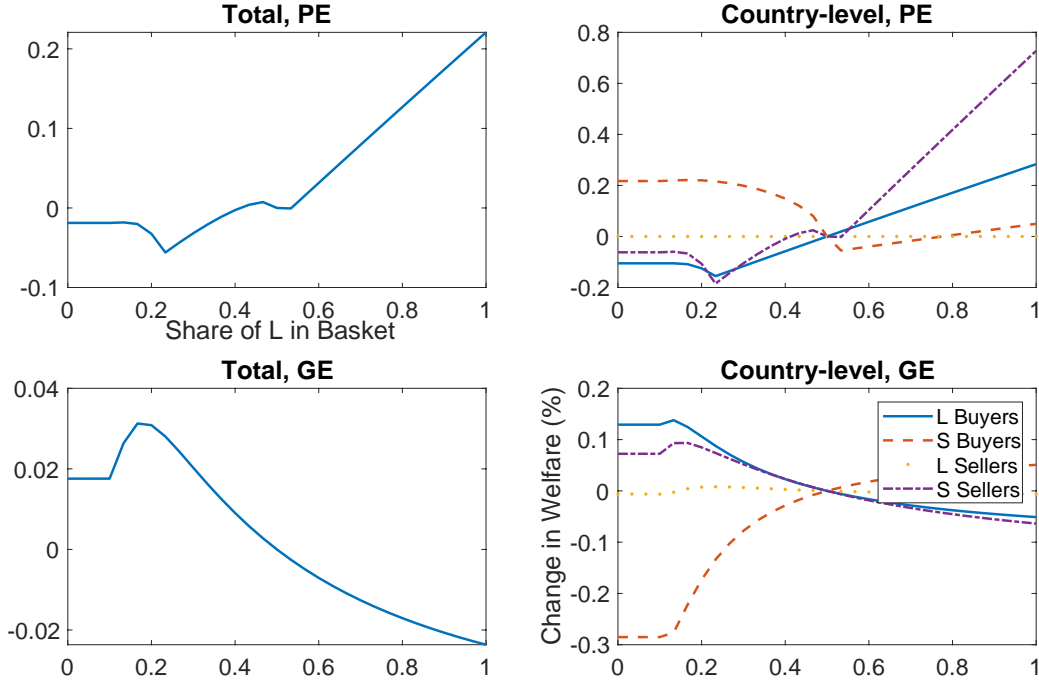 Total, PE
0.2
0.1
0
-0.1
0 0.2 0.4 0.6 0.8 1
Share of L in Basket
Country-level, PE
0.8
0.6
0.4
0.2
0
-0.2
0 0.2 0.4 0.6 0.8 1
Total, GE
0.04
0.02
0
-0.02
0 0.2 0.4 0.6 0.8 1
Country-level, GE
Change in Welfare (%)
0.2
0.1
0
-0.1
-0.2
-0.3
0 0.2 0.4 0.6 0.8 1
L Buyers
S Buyers
L Sellers
S Sellers